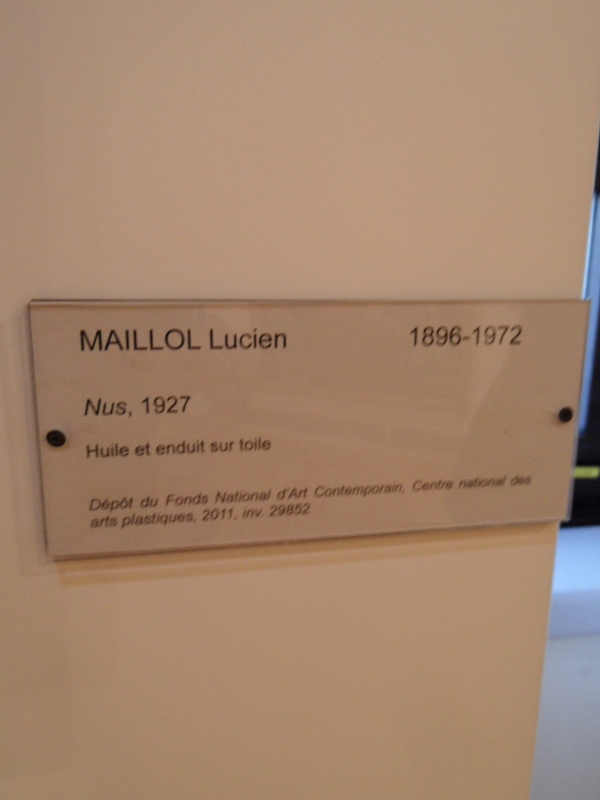 MAILLOL Lucien 1896-1972
Nus, 1927
Huile et enduit sur toile
Dépôt du Fonds National d'Art Contemporain, Centre national des
arts plastiques, 2011, inv. 29852